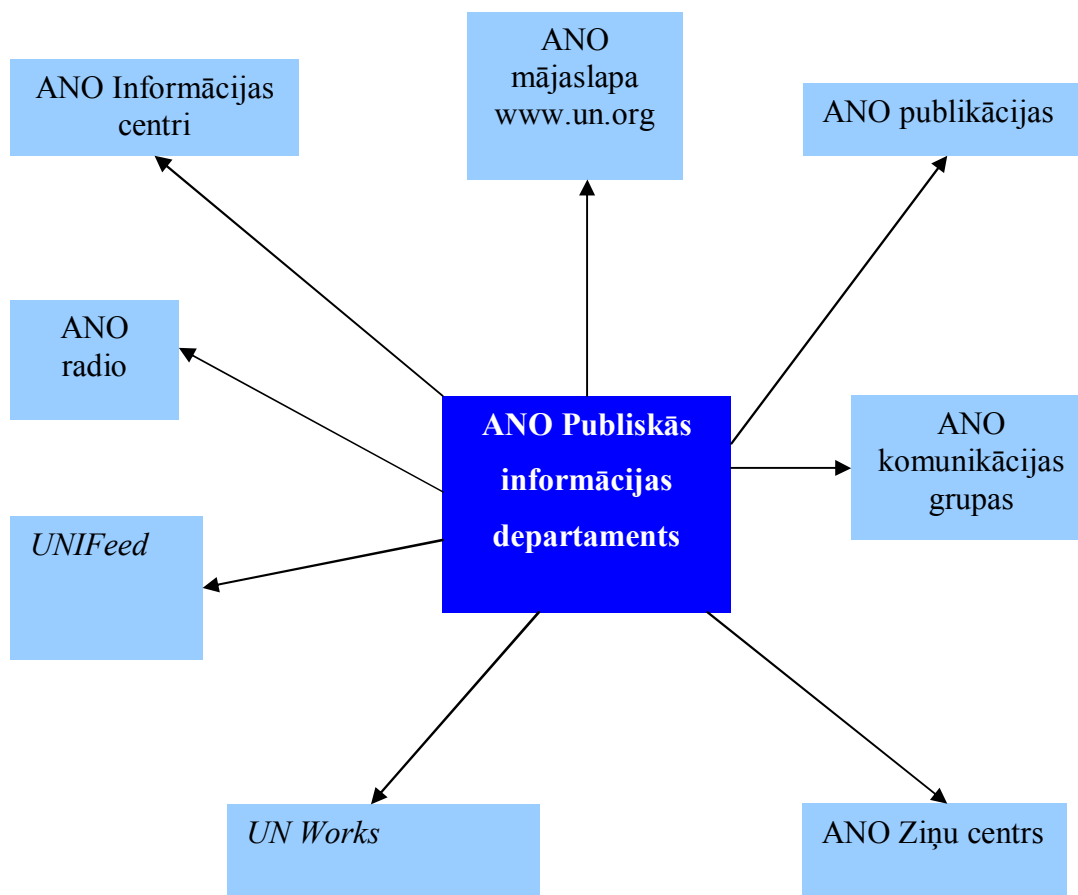 ANO
mājaslapa
www.un.org
ANO Informācijas
centri
ANO publikācijas
ANO
radio
ANO Publiskās
informācijas
departaments
ANO
komunikācijas
grupas
UNIFeed
UN Works
ANO Ziņu centrs